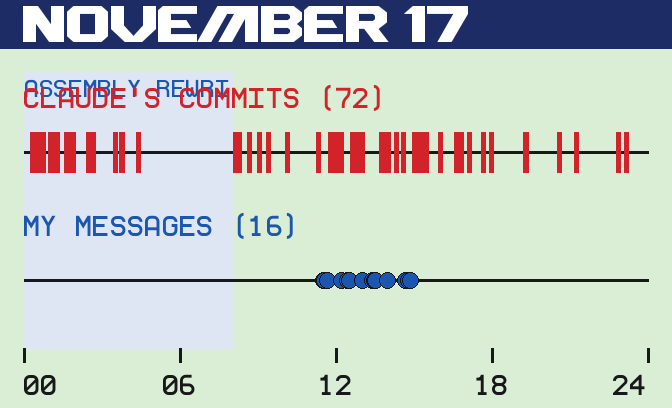 NOVEMBER 17
ASSEMBLY REWRI
CLAUDE'S COMMITS (72)
MY MESSAGES (16)
00 06 12 18 24